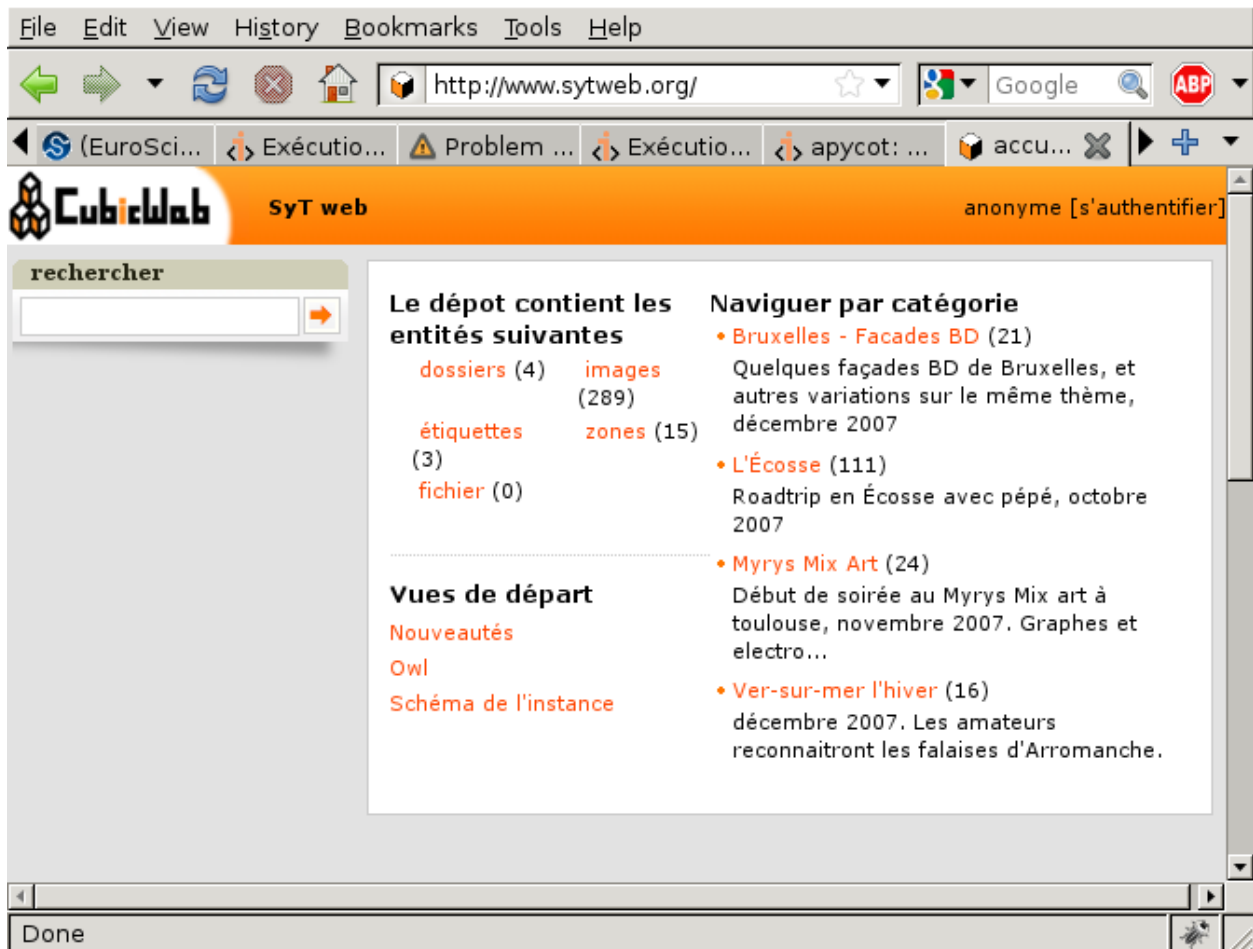 File Edit View History Bookmarks Tools Help
http://www.sytweb.org/ Google ABP
(EuroSci... Exécutio... Problem ... Exécutio... apycot: ... accu...
CubicWeb SyT web anonyme [s'authentifier]
rechercher
Le dépot contient les
entités suivantes
dossiers (4) images
(289)
étiquettes zones (15)
(3)
fichier (0)
Vues de départ
Nouveautés
Owl
Schéma de l'instance
Naviguer par catégorie
Bruxelles - Facades BD (21)
Quelques façades BD de Bruxelles, et
autres variations sur le même thème,
décembre 2007
L'Écosse (111)
Roadtrip en Écosse avec pépé, octobre
2007
Myrys Mix Art (24)
Début de soirée au Myrys Mix art à
toulouse, novembre 2007. Graphes et
electro...
Ver-sur-mer l'hiver (16)
décembre 2007. Les amateurs
reconnaitront les falaises d'Arromanche.
Done